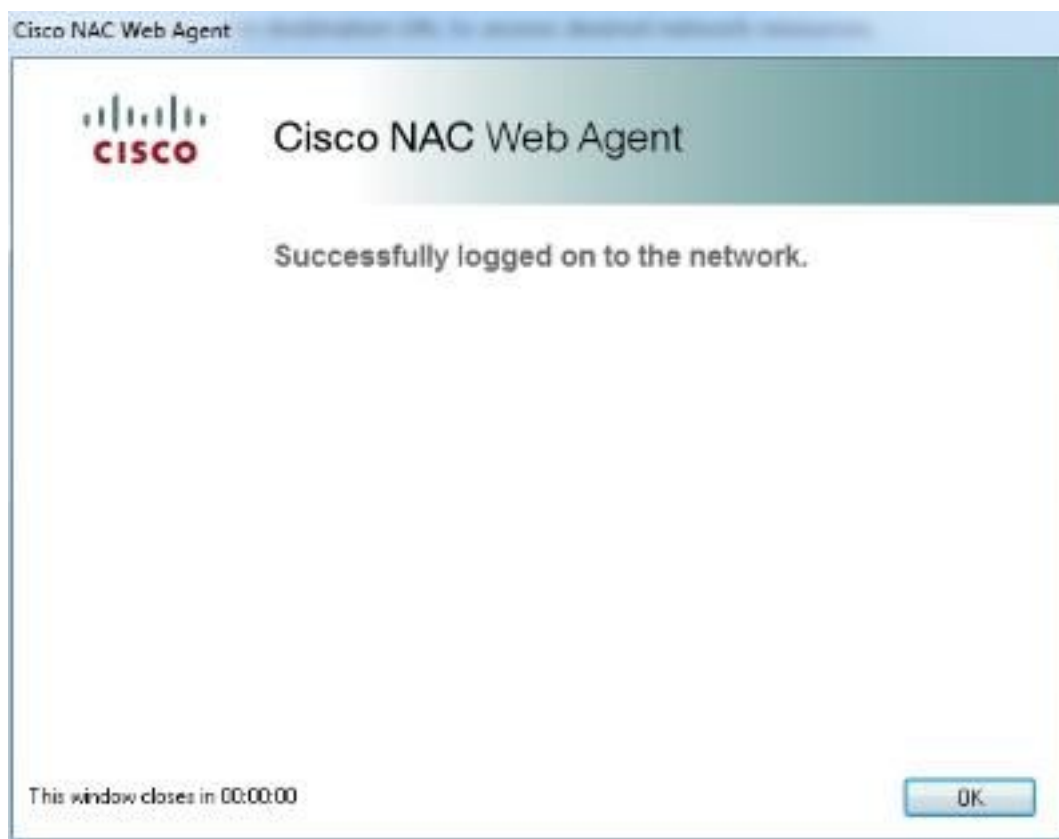 Cisco NAC Web Agent
CISCO
Cisco NAC Web Agent
Successfully logged on to the network.
This window closes in 00:00:00
OK